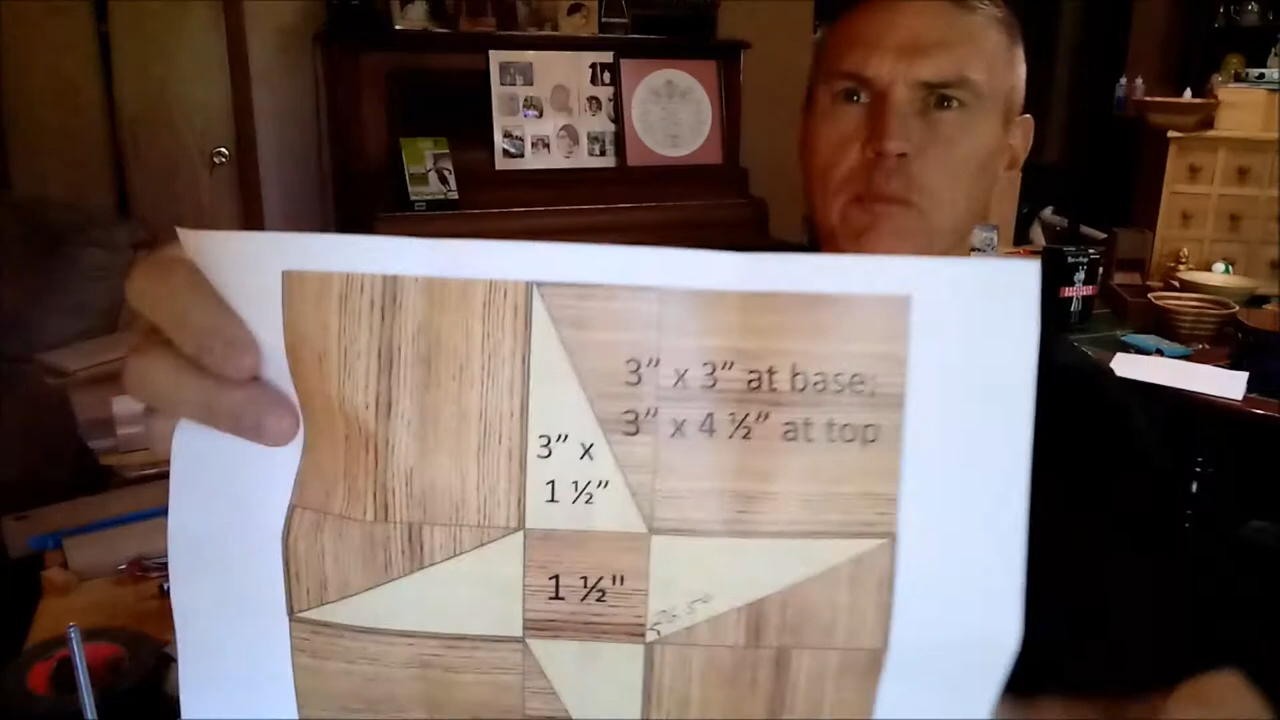 3” x 3” at base;
3” x 4 ½” at top
3” x
1 ½”
1 ½"